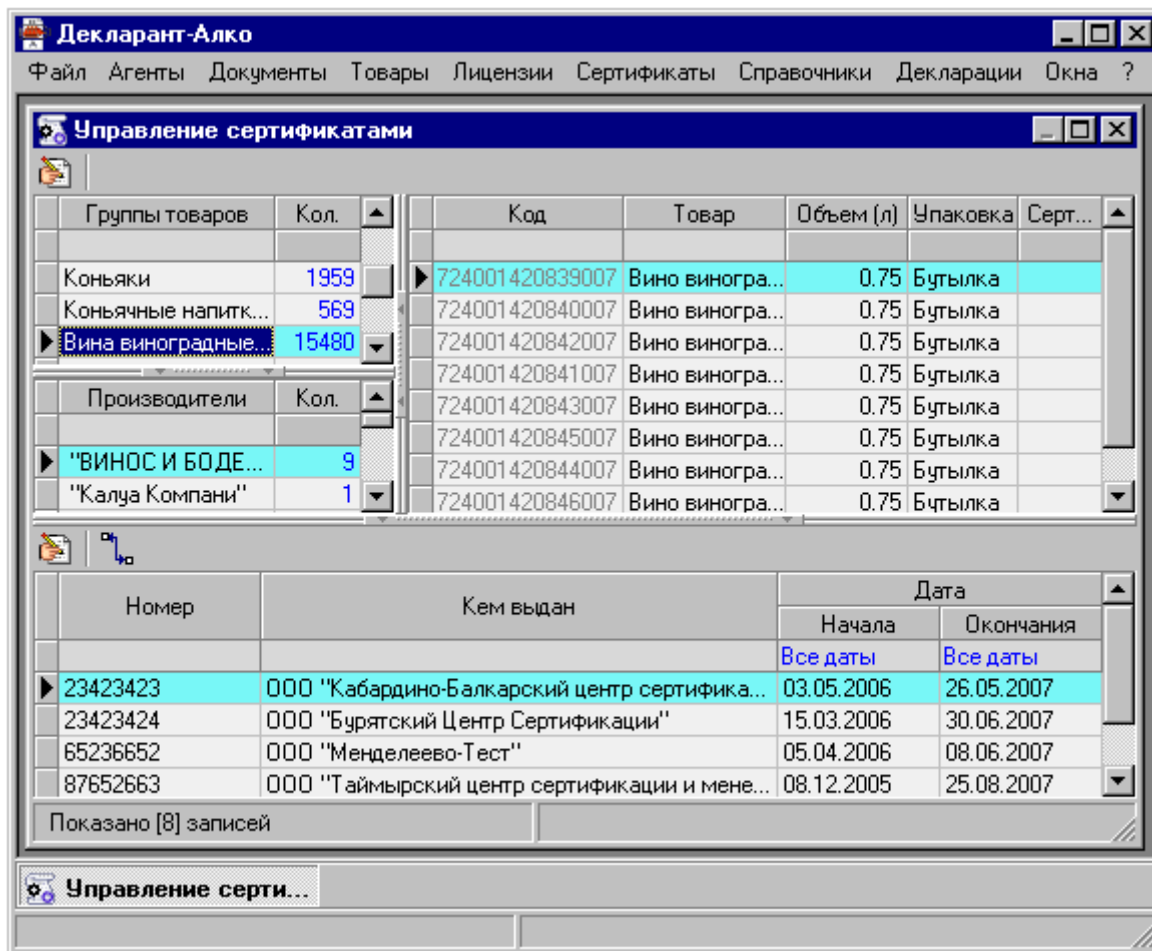 Декларант-Алко
Файл Агенты Документы Товары Лицензии Сертификаты Справочники Декларации Окна ?
Управление сертификатами
Группы товаров Кол.
Коньяки 1959
Коньячные напитк... 569
Вина виноградные... 15480
Производители Кол.
"ВИНОС И БОДЕ... 9
"Калуа Компани" 1
Код Товар Объем (л) Упаковка Серт...
724001420839007 Вино виногра... 0.75 Бутылка
724001420840007 Вино виногра... 0.75 Бутылка
724001420842007 Вино виногра... 0.75 Бутылка
724001420841007 Вино виногра... 0.75 Бутылка
724001420843007 Вино виногра... 0.75 Бутылка
724001420845007 Вино виногра... 0.75 Бутылка
724001420844007 Вино виногра... 0.75 Бутылка
724001420846007 Вино виногра... 0.75 Бутылка
Номер Кем выдан Дата
Начала Окончания
Все даты Все даты
23423423 ООО "Кабардино-Балкарский центр сертифика... 03.05.2006 26.05.2007
23423424 ООО "Бурятский Центр Сертификации" 15.03.2006 30.06.2007
65236652 ООО "Менделеево-Тест" 05.04.2006 08.06.2007
87652663 ООО "Таймырский центр сертификации и мене... 08.12.2005 25.08.2007
Показано [8] записей
Управление серти...